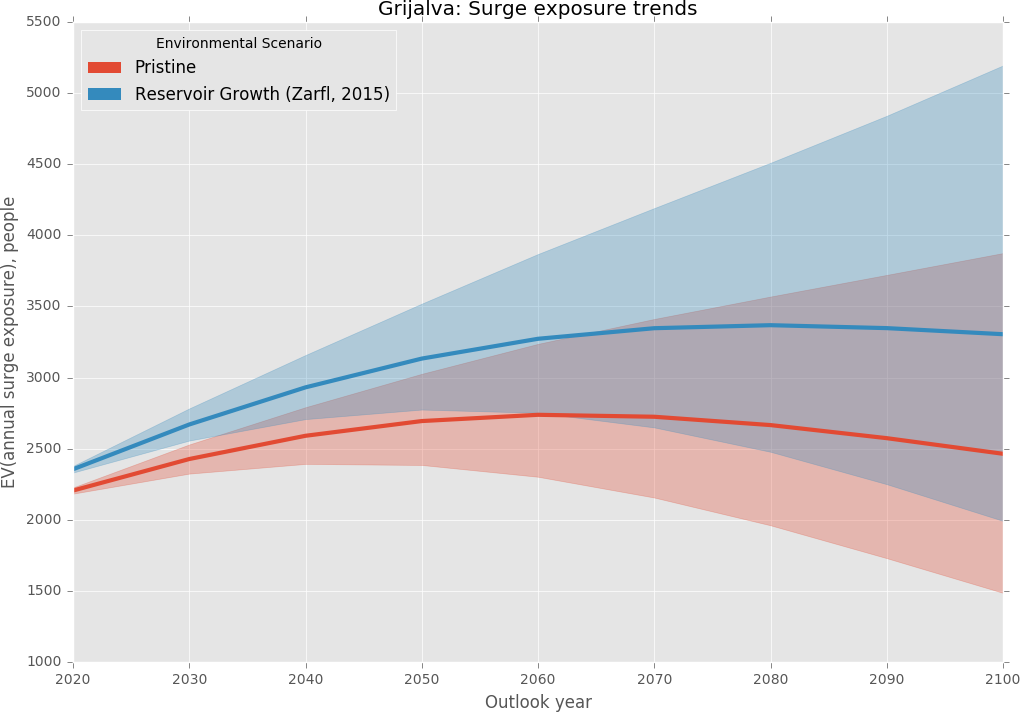 Grijalva: Surge exposure trends
Environmental Scenario
Pristine
Reservoir Growth (Zarfl, 2015)
EV(annual surge exposure), people
5500
5000
4500
4000
3500
3000
2500
2000
1500
1000
2020 2030 2040 2050 2060 2070 2080 2090 2100
Outlook year